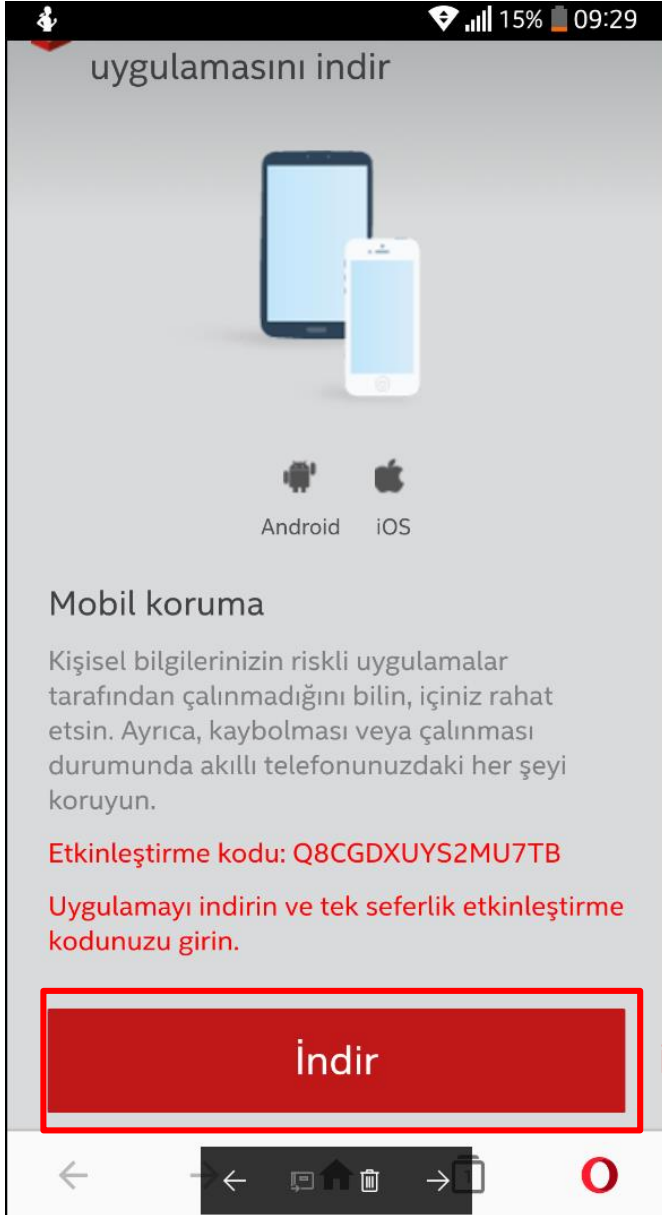 15% 09:29
uygulamasını indir
Android iOS
Mobil koruma
Kişisel bilgilerinizin riskli uygulamalar
tarafından çalınmadığını bilin, içiniz rahat
etsin. Ayrıca, kaybolması veya çalınması
durumunda akıllı telefonunuzdaki her şeyi
koruyun.
Etkinleştirme kodu: Q8CGDXUYS2MU7TB
Uygulamayı indirin ve tek seferlik etkinleştirme
kodunuzu girin.
İndir
1